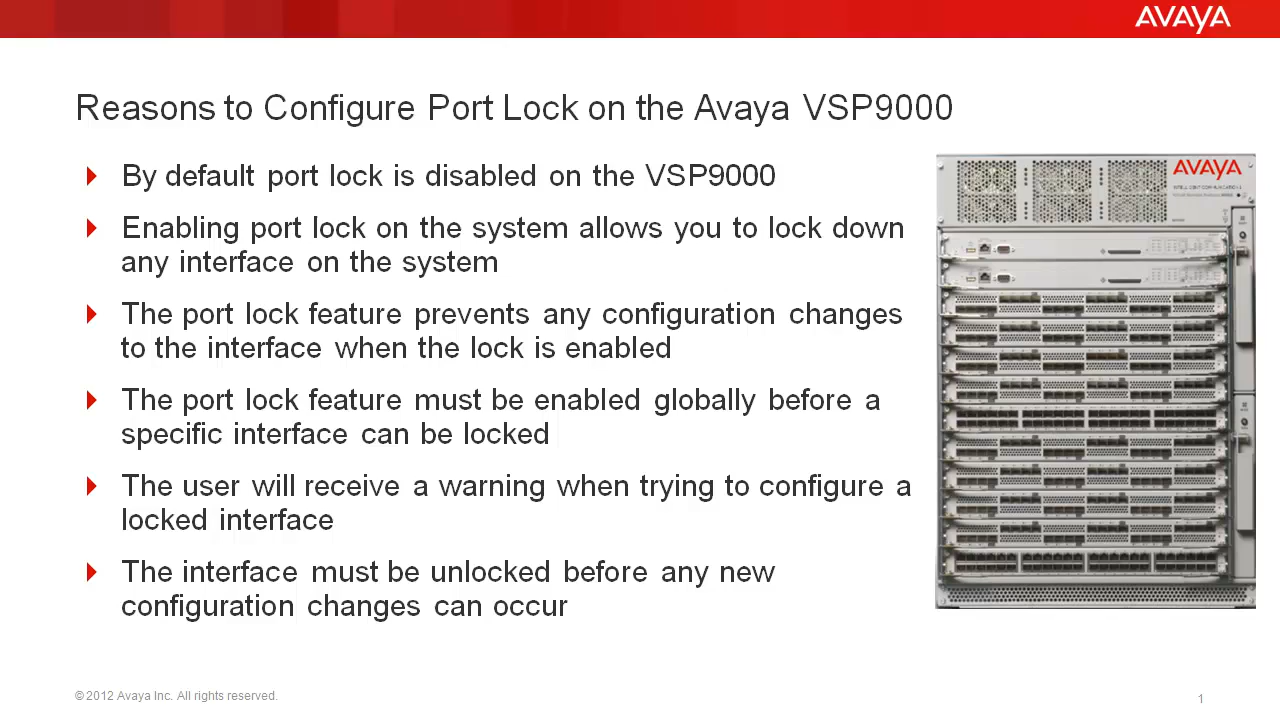 AVAYA
Reasons to Configure Port Lock on the Avaya VSP9000
By default port lock is disabled on the VSP9000
Enabling port lock on the system allows you to lock down
any interface on the system
The port lock feature prevents any configuration changes
to the interface when the lock is enabled
The port lock feature must be enabled globally before a
specific interface can be locked
The user will receive a warning when trying to configure a
locked interface
The interface must be unlocked before any new
configuration changes can occur
AVAYA
© 2012 Avaya Inc. All rights reserved.
1